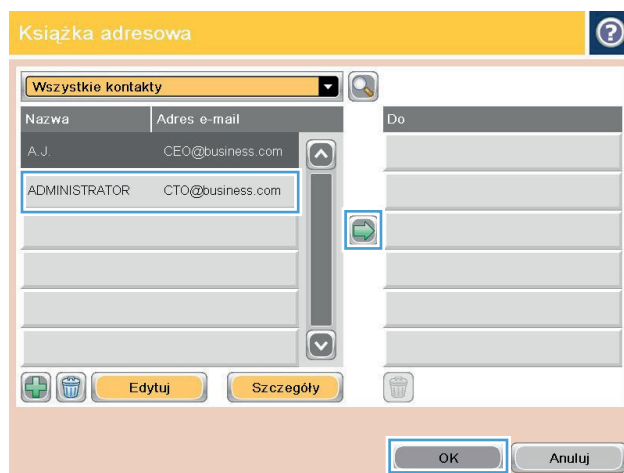 Książka adresowa
?
Wszystkie kontakty
Nazwa Adres e-mail Do
A.J. CEO@business.com
ADMINISTRATOR CTO@business.com
Edytuj Szczegóły
OK Anuluj